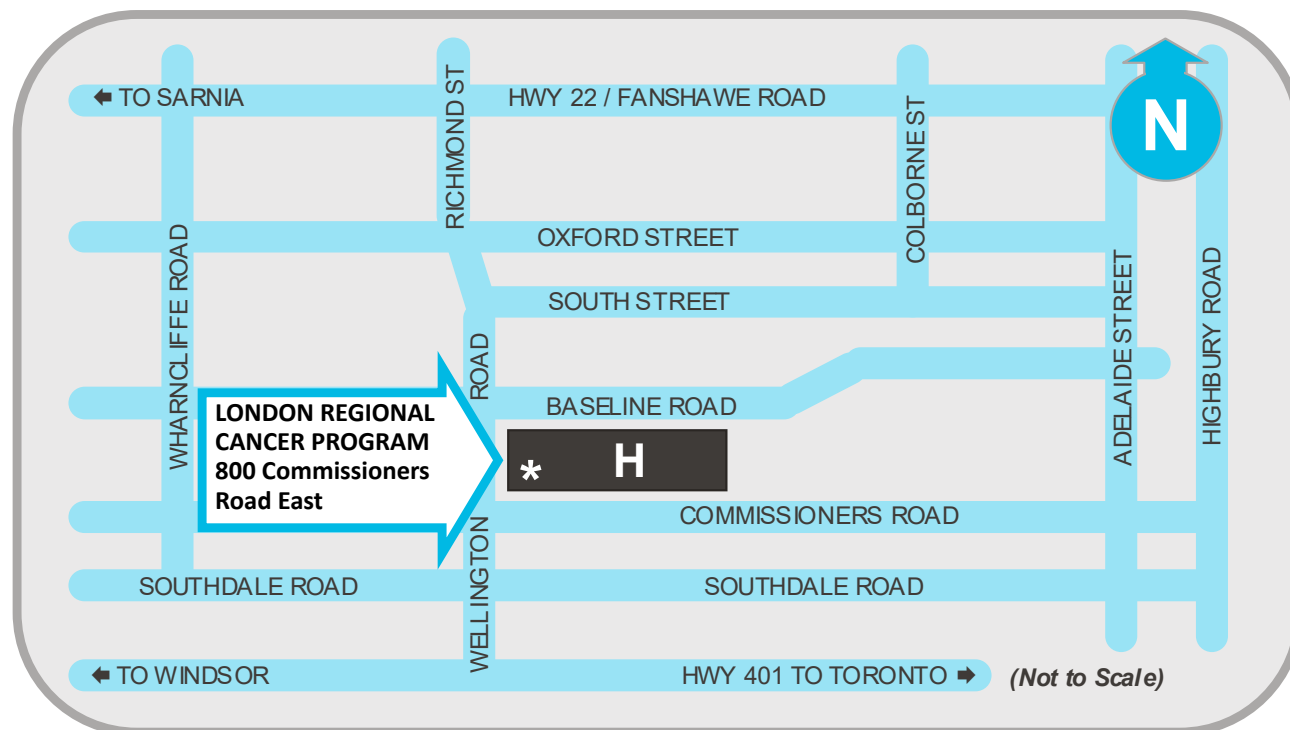 TO SARNIA
HWY 22 / FANSHAWE ROAD
N
RICHMOND ST
COLBORNE ST
OXFORD STREET
WHARNCLIFFE ROAD
SOUTH STREET
ADELAIDE STREET
HIGHBURY ROAD
WELLINGTON ROAD
BASELINE ROAD
LONDON REGIONAL
CANCER PROGRAM
800 Commissioners
Road East
* H
COMMISSIONERS ROAD
SOUTHDALE ROAD
SOUTHDALE ROAD
TO WINDSOR
HWY 401 TO TORONTO
(Not to Scale)